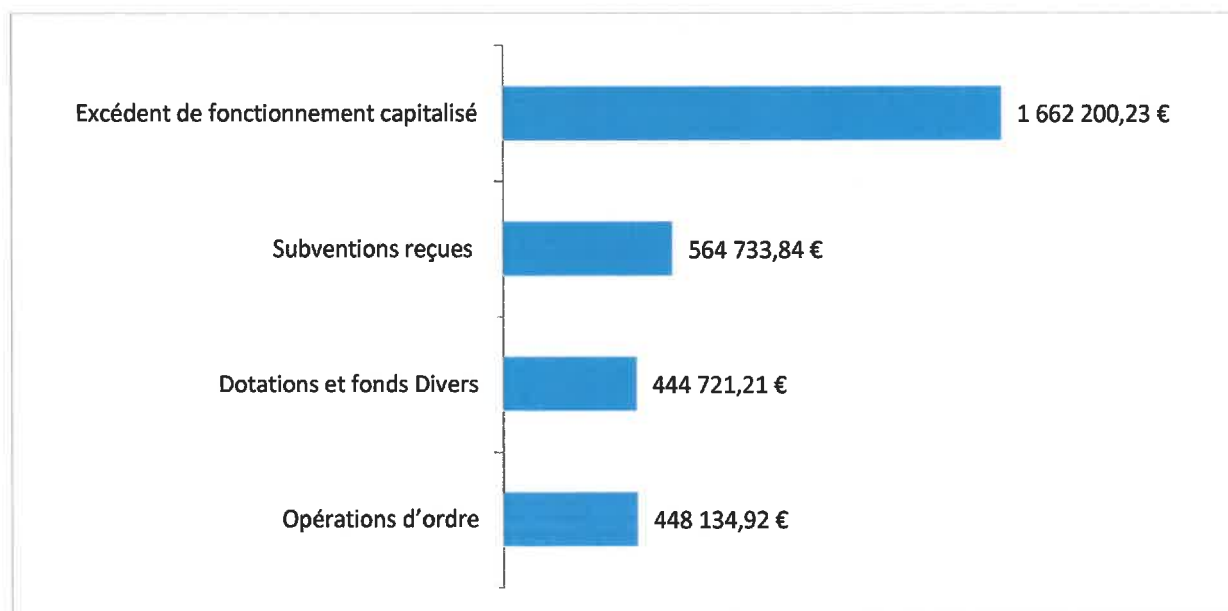 Excédent de fonctionnement capitalisé 1 662 200,23 €
Subventions reçues 564 733,84 €
Dotations et fonds Divers 444 721,21 €
Opérations d’ordre 448 134,92 €